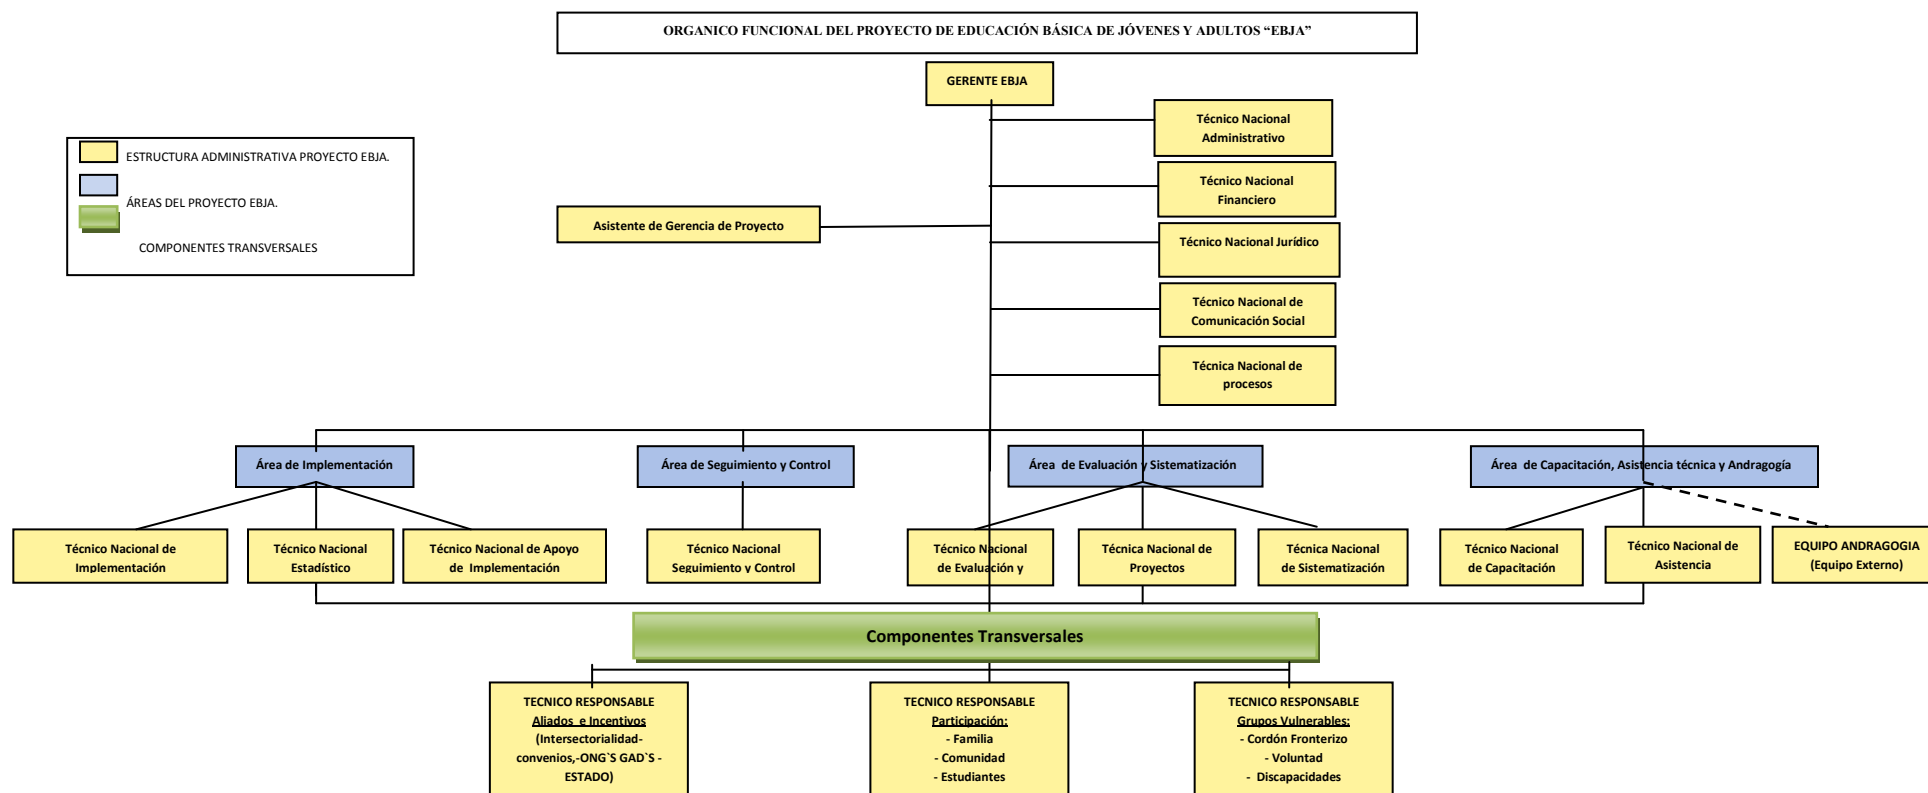 ORGANICO FUNCIONAL DEL PROYECTO DE EDUCACIÓN BÁSICA DE JÓVENES Y ADULTOS “EBJA”
GERENTE EBJA
ESTRUCTURA ADMINISTRATIVA PROYECTO EBJA.
ÁREAS DEL PROYECTO EBJA.
COMPONENTES TRANSVERSALES
Técnico Nacional
Administrativo
Técnico Nacional
Financiero
Asistente de Gerencia de Proyecto
Técnico Nacional Jurídico
Técnico Nacional de
Comunicación Social
Técnica Nacional de
procesos
Área de Implementación
Área de Seguimiento y Control
Área  de Evaluación y Sistematización
Área  de Capacitación, Asistencia técnica y Andragogía
Técnico Nacional de
Implementación
Técnico Nacional
Estadístico
Técnico Nacional de Apoyo
de  Implementación
Técnico Nacional
Seguimiento y Control
Técnico Nacional
de Evaluación y
Técnica Nacional de
Proyectos
Técnica Nacional
de Sistematización
Técnico Nacional
de Capacitación
Técnico Nacional de
Asistencia
EQUIPO ANDRAGOGIA
(Equipo Externo)
Componentes Transversales
TECNICO RESPONSABLE
Aliados  e Incentivos
(Intersectorialidad-
convenios,-ONG`S GAD`S -
ESTADO)
TECNICO RESPONSABLE
Participación:
- Familia
- Comunidad
- Estudiantes
TECNICO RESPONSABLE
Grupos Vulnerables:
- Cordón Fronterizo
- Voluntad
-  Discapacidades